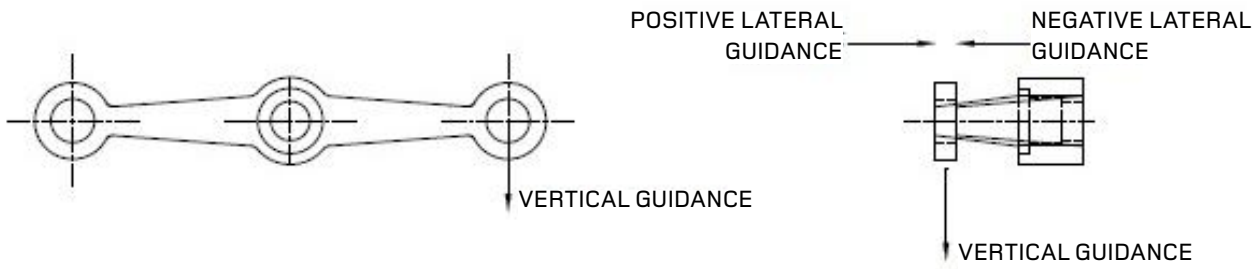 POSITIVE LATERAL
GUIDANCE
NEGATIVE LATERAL
GUIDANCE
VERTICAL GUIDANCE
VERTICAL GUIDANCE